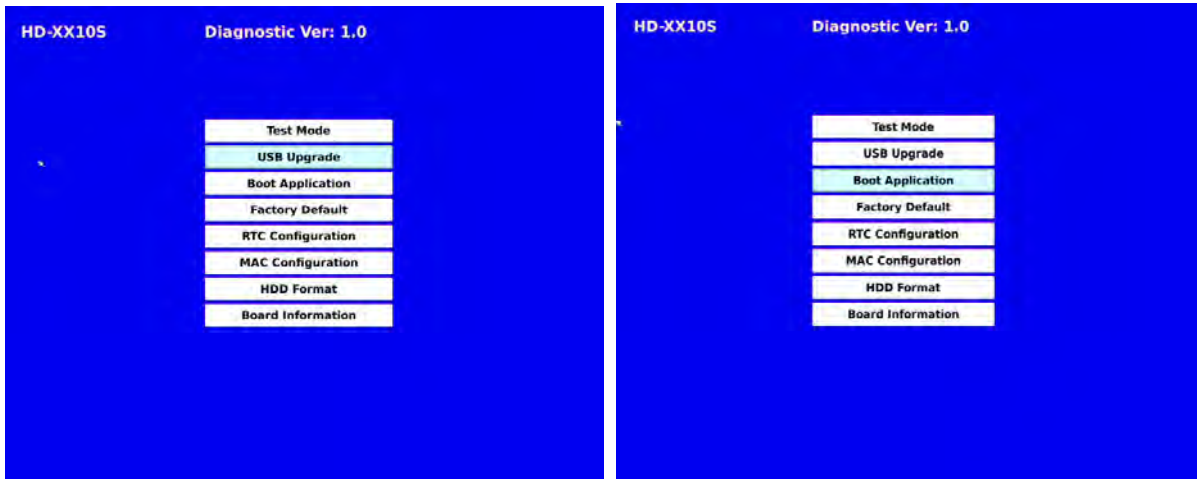 HD-XX10S Diagnostic Ver: 1.0
Test Mode
USB Upgrade
Boot Application
Factory Default
RTC Configuration
MAC Configuration
HDD Format
Board Information
HD-XX10S Diagnostic Ver: 1.0
Test Mode
USB Upgrade
Boot Application
Factory Default
RTC Configuration
MAC Configuration
HDD Format
Board Information